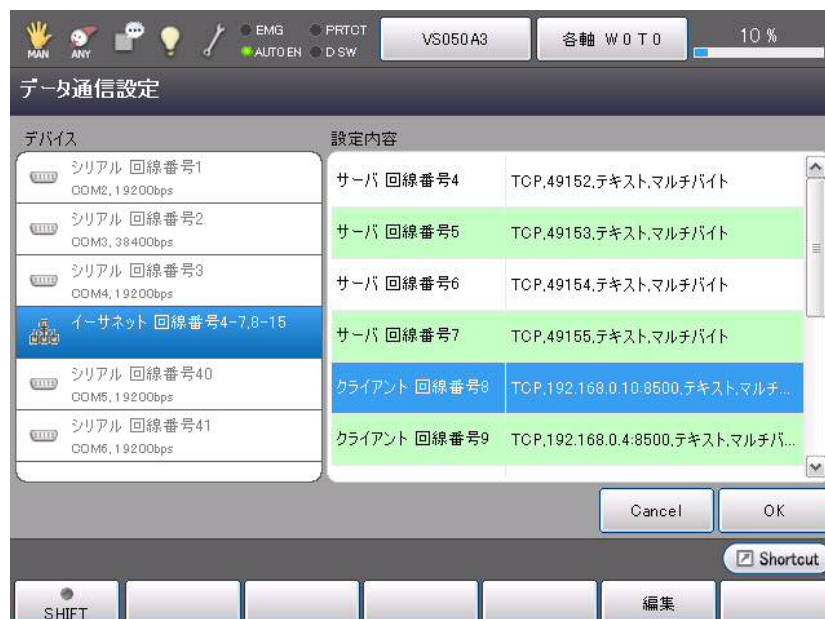 MAN
ANY
EMG
AUTO EN
PRTCT
D SW
VS050A3
各軸 W0T0
10 %
データ通信設定
デバイス
シリアル 回線番号1
COM2,19200bps
シリアル 回線番号2
COM3,38400bps
シリアル 回線番号3
COM4,19200bps
イーサネット 回線番号4-7,8-15
シリアル 回線番号40
COM5,19200bps
シリアル 回線番号41
COM6,19200bps
設定内容
サーバ 回線番号4 TCP,49152,テキスト,マルチバイト
サーバ 回線番号5 TCP,49153,テキスト,マルチバイト
サーバ 回線番号6 TCP,49154,テキスト,マルチバイト
サーバ 回線番号7 TCP,49155,テキスト,マルチバイト
クライアント 回線番号8 TCP,192.168.0.10:8500,テキスト,マルチ...
クライアント 回線番号9 TCP,192.168.0.4:8500,テキスト,マルチバ...
Cancel
OK
Shortcut
SHIFT
編集